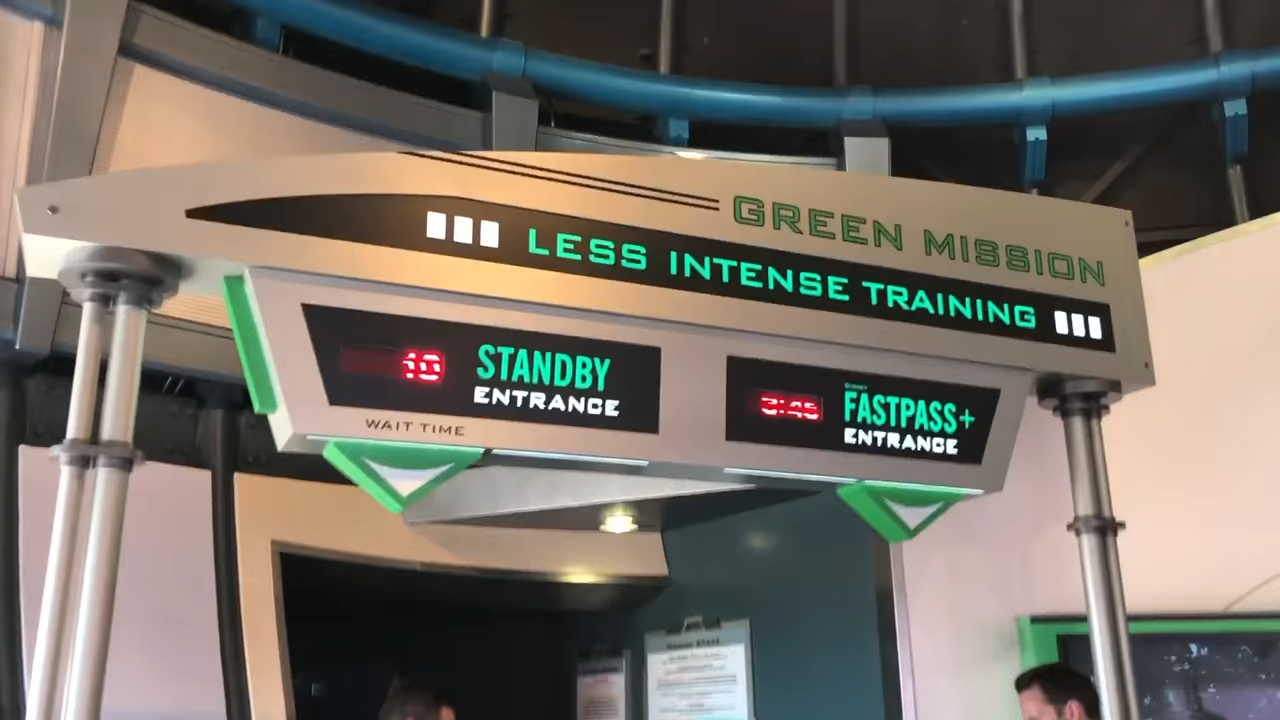 GREEN MISSION
LESS INTENSE TRAINING
10 STANDBY
ENTRANCE
WAIT TIME
3:45
DISNEY
FASTPASS+
ENTRANCE